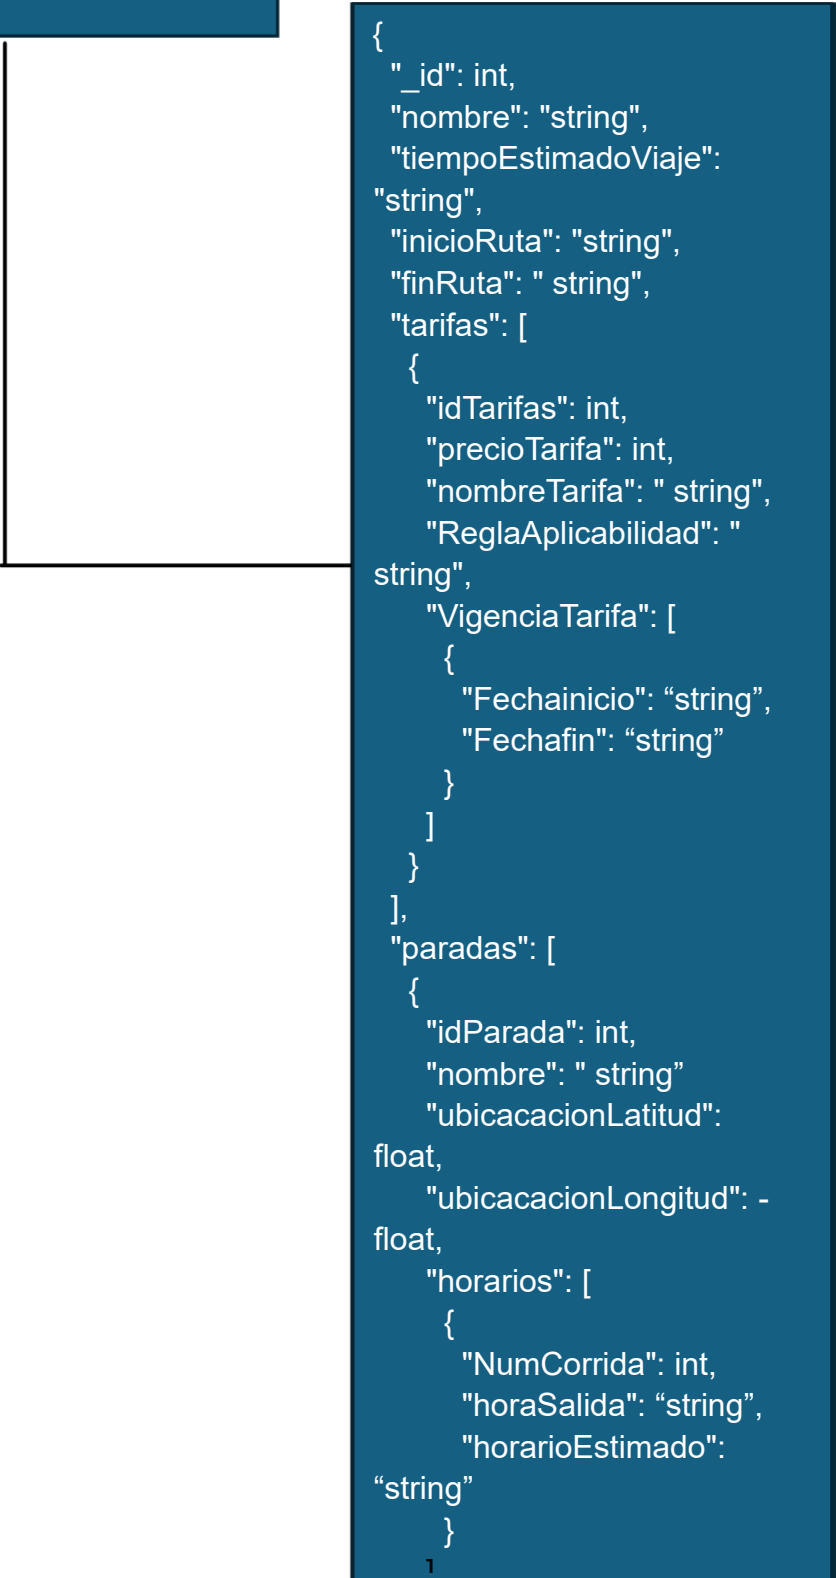 {
"_id": int,
"nombre": "string",
"tiempoEstimadoViaje":
"string",
"inicioRuta": "string",
"finRuta": " string",
"tarifas": [
{
"idTarifas": int,
"precioTarifa": int,
"nombreTarifa": " string",
"ReglaAplicabilidad": "
string",
"VigenciaTarifa": [
{
"Fechainicio": “string”,
"Fechafin": “string”
}
]
}
],
"paradas": [
{
"idParada": int,
"nombre": " string”
"ubicacacionLatitud":
float,
"ubicacacionLongitud": -
float,
"horarios": [
{
"NumCorrida": int,
"horaSalida": “string”,
"horarioEstimado":
“string”
}
]